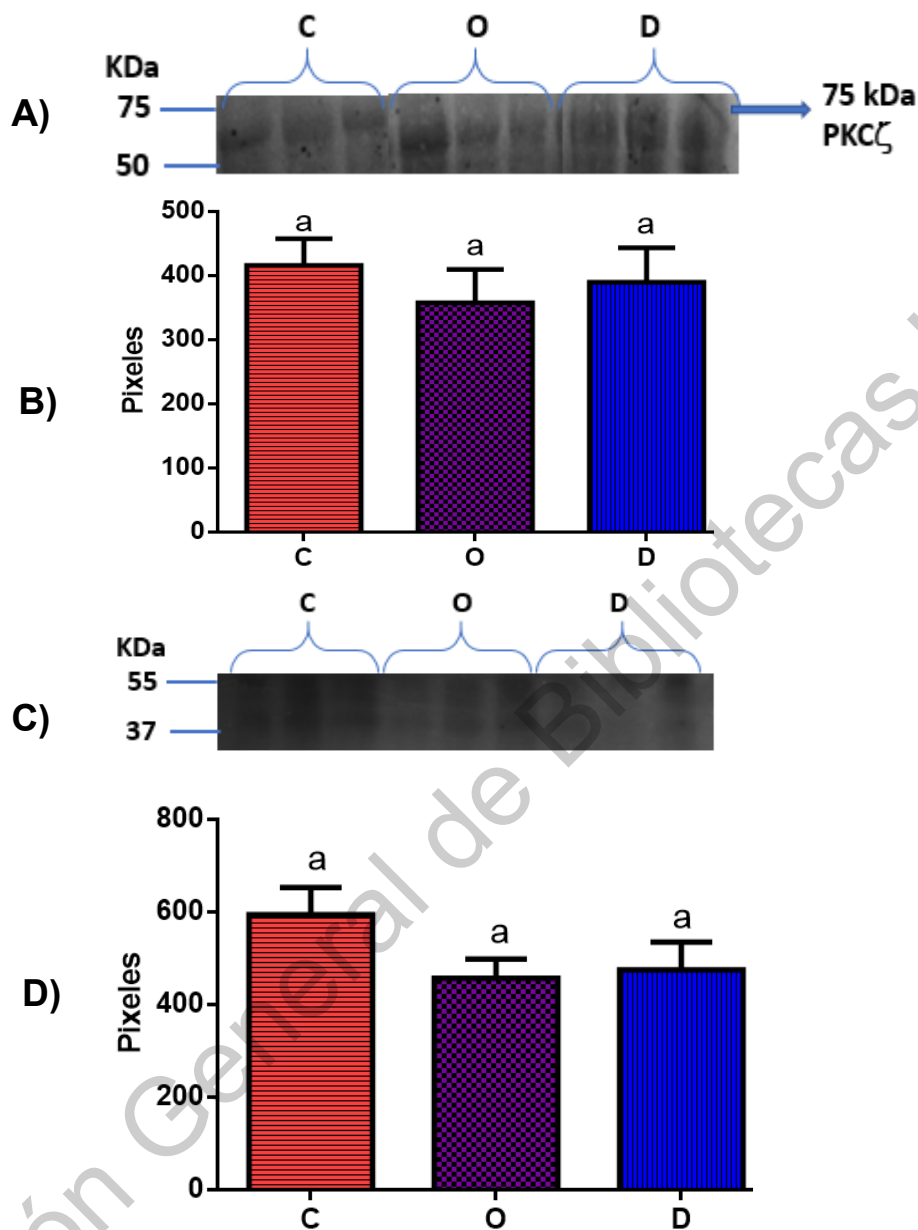 C O D
KDa
A) 75
50
75 kDa
PKCζ
500
a a a
400
300
B) Pixeles
200
100
0
C O D
C O D
KDa
55
C)
37
800
a
600
a a
D) Pixeles
400
200
0
C O D
ón General de Bibliotecas